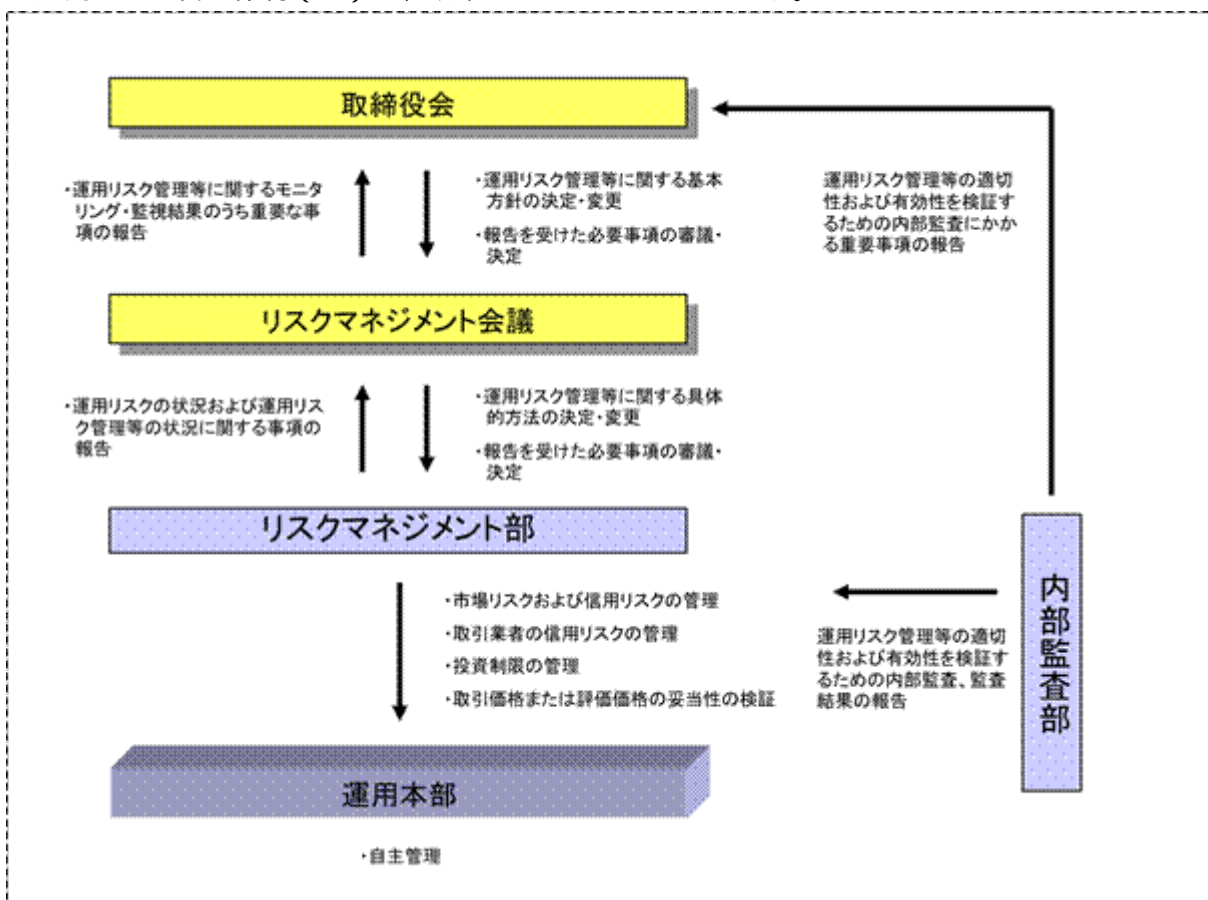 取締役会
・運用リスク管理等に関するモニタ
リング・監視結果のうち重要な事
項の報告
・運用リスク管理等に関する基本
方針の決定・変更
・報告を受けた必要事項の審議・
決定
運用リスク管理等の適切
性および有効性を検証す
るための内部監査にかか
る重要事項の報告
リスクマネジメント会議
・運用リスクの状況および運用リス
ク管理等の状況に関する事項の
報告
・運用リスク管理等に関する具体
的方法の決定・変更
・報告を受けた必要事項の審議・
決定
リスクマネジメント部
・市場リスクおよび信用リスクの管理
・取引業者の信用リスクの管理
・投資制限の管理
・取引価格または評価価格の妥当性の検証
運用リスク管理等の適切
性および有効性を検証す
るための内部監査、監査
結果の報告
内部監査部
運用本部
・自主管理